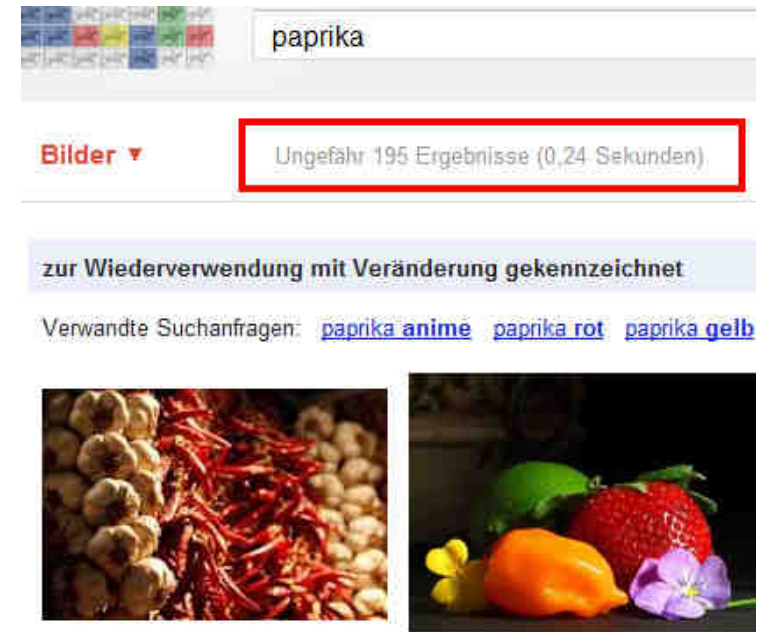 paprika
Bilder ▼
Ungefähr 195 Ergebnisse (0,24 Sekunden)
zur Wiederverwendung mit Veränderung gekennzeichnet
Verwandte Suchanfragen: paprika anime paprika rot paprika gelb